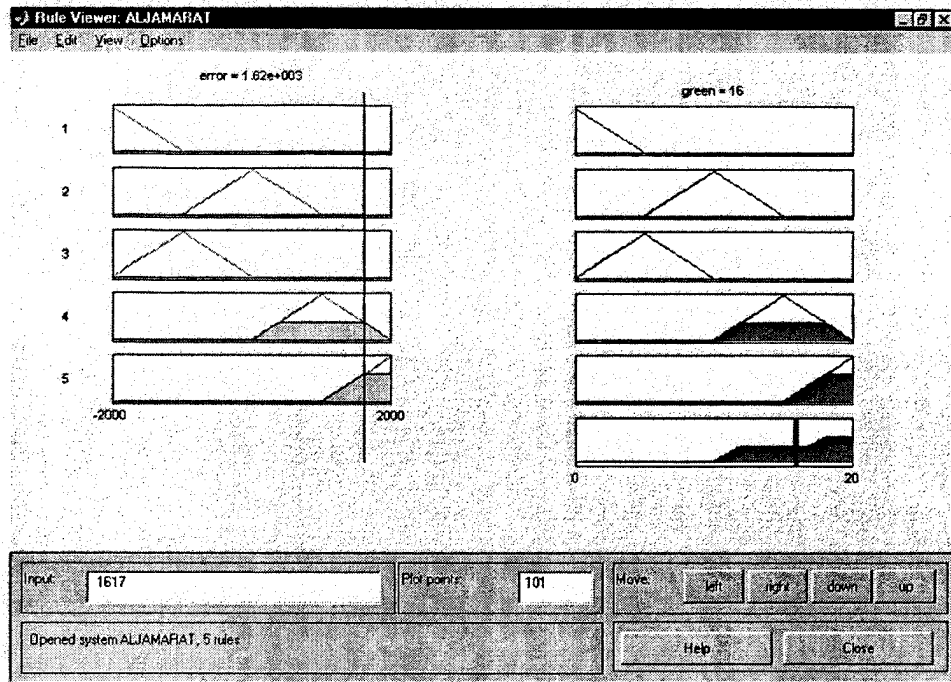 Rule Viewer: ALJAMARAT
File Edit View Options
error = 1.62e+003
green = 16
1
2
3
4
5
-2000 2000
0 20
Input: 1617
Plot points: 101
Move: left right down up
Opened system ALJAMARAT, 5 rules
Help Close